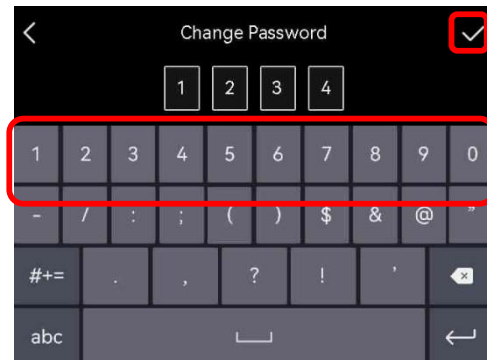 Change Password
1 2 3 4
1 2 3 4 5 6 7 8 9 0
- / : ; ( ) $ & @ ”
#+= . , ? ! ’
abc